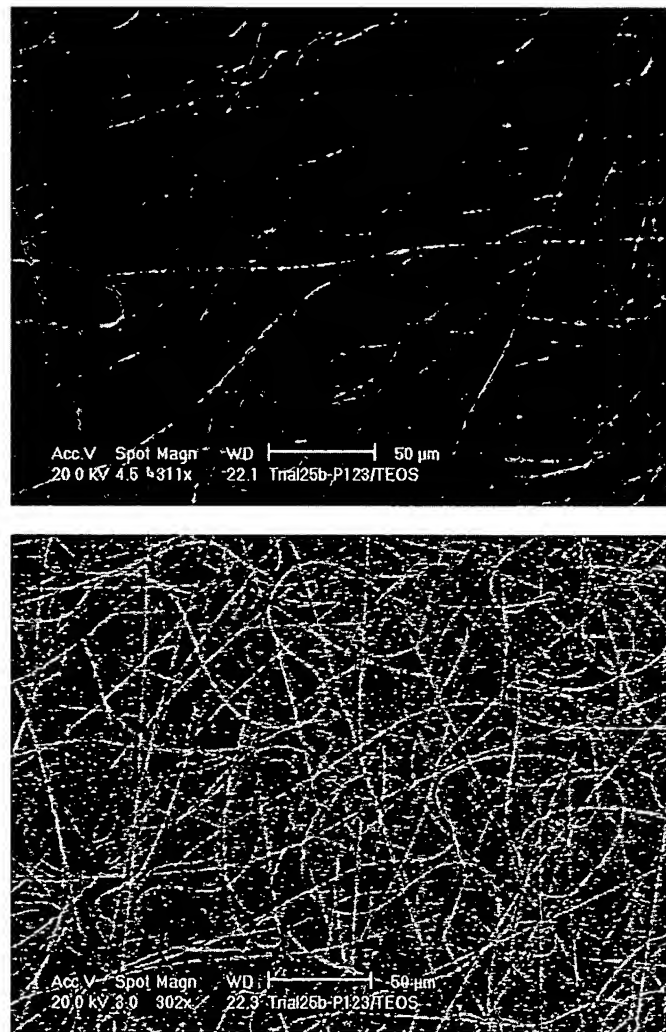 Acc.V Spot Magn WD 50 µm
20.0 kV 4.5 311x 22.1 Trial25b-P123/TEOS
Acc.V Spot Magn WD 50 µm
20.0 kV 3.0 302x 22.3 Trial25b-P123/TEOS